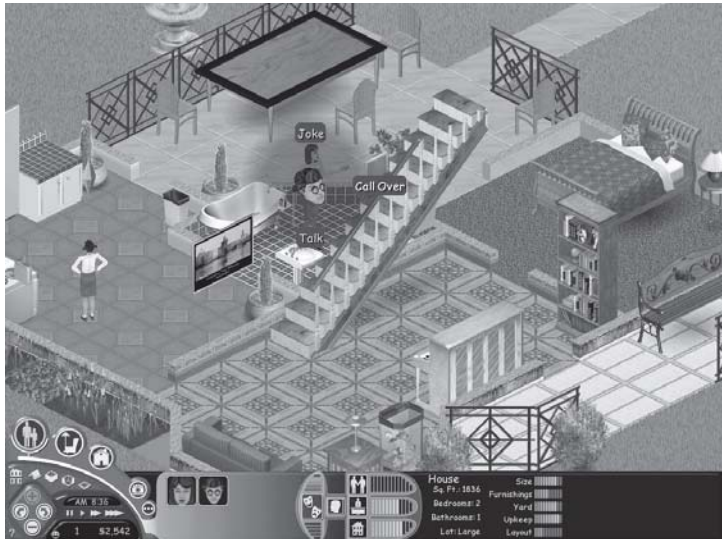 Joke
Call Over
Talk
AM 8:36
1 $2,542
House
Sq. Ft.: 1836
Bedrooms: 2
Bathrooms: 1
Lot: Large
Size
Furnishings
Yard
Upkeep
Layout
?